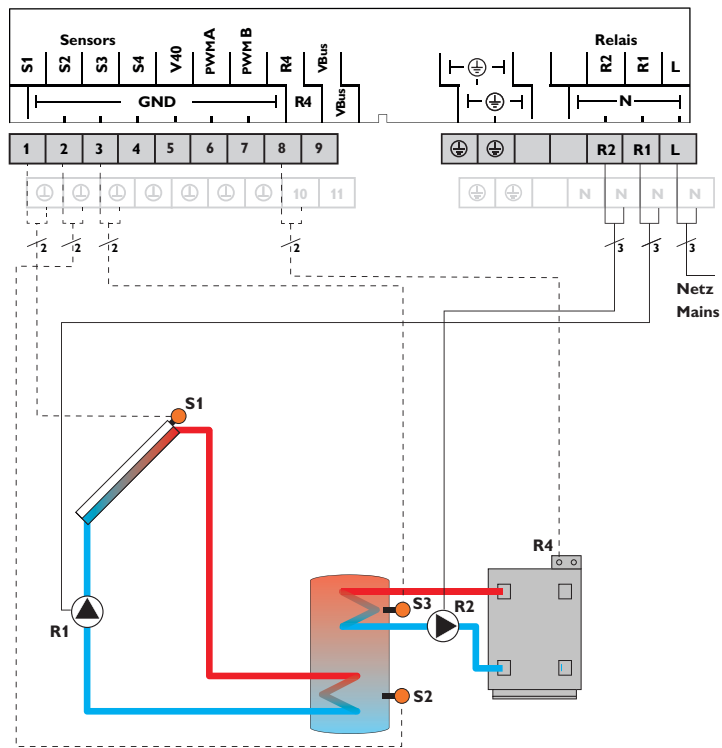 Sensors
Relais
S1 S2 S3 S4 V40 PWM A PWM B R4 VBus
R2 R1 L
GND R4 VBus
N
1 2 3 4 5 6 7 8 9
R2 R1 L
10 11
N N N N
2 2 2 2
3 3 3
Netz
Mains
S1
R4
S3
R2
R1
S2